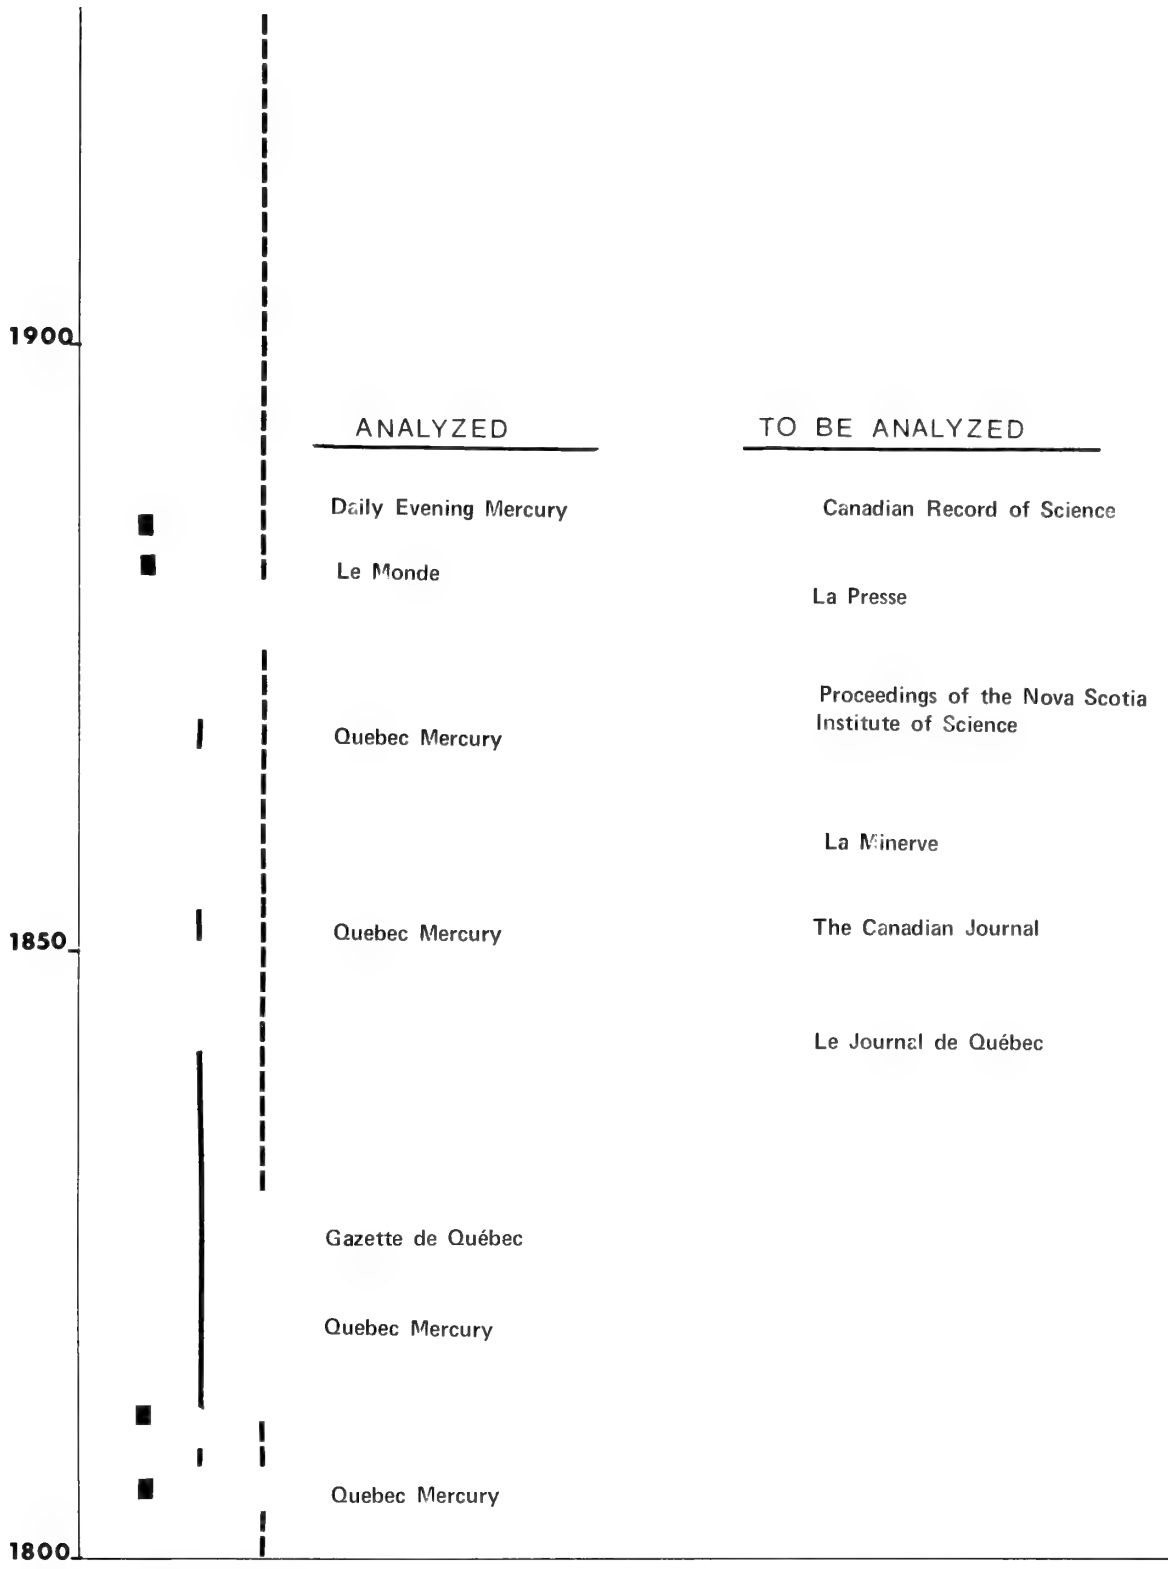 1900
ANALYZED
TO BE ANALYZED
Daily Evening Mercury
Canadian Record of Science
Le Monde
La Presse
Proceedings of the Nova Scotia
Institute of Science
Quebec Mercury
La Minerve
1850
Quebec Mercury
The Canadian Journal
Le Journal de Québec
Gazette de Québec
Quebec Mercury
Quebec Mercury
1800